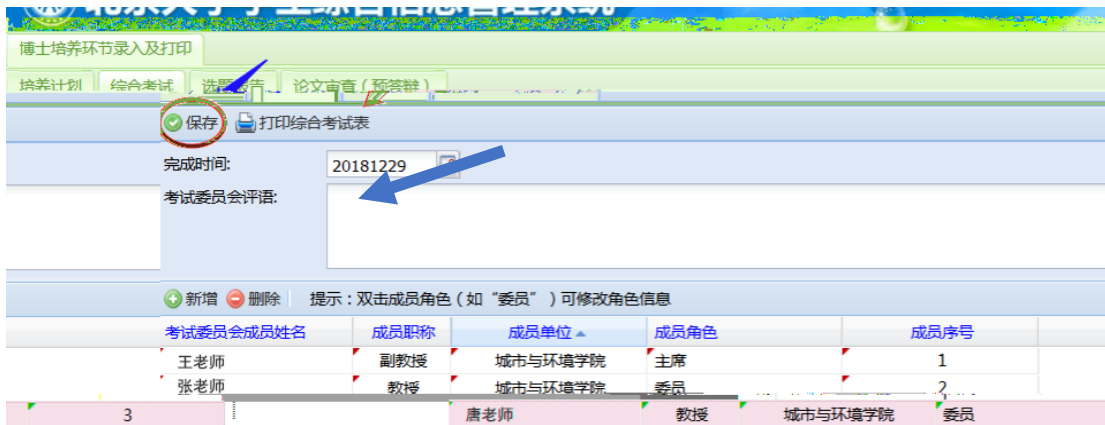 博士培养环节录入及打印
培养计划 综合考试 选题报告 论文审查（预答辩）
保存 打印综合考试表
完成时间: 20181229
考试委员会评语:
新增 删除 提示：双击成员角色（如“委员”）可修改角色信息
考试委员会成员姓名 成员职称 成员单位 成员角色 成员序号
王老师 副教授 城市与环境学院 主席 1
张老师 教授 城市与环境学院 委员 2
3 唐老师 教授 城市与环境学院 委员